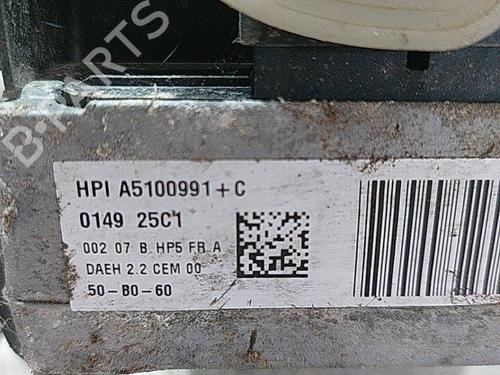 B-PARTS
HPI A5100991+C
0149 25C1
002 07 B. HP5 FR A
DAEH 2.2 CEM 00
50-B0-60